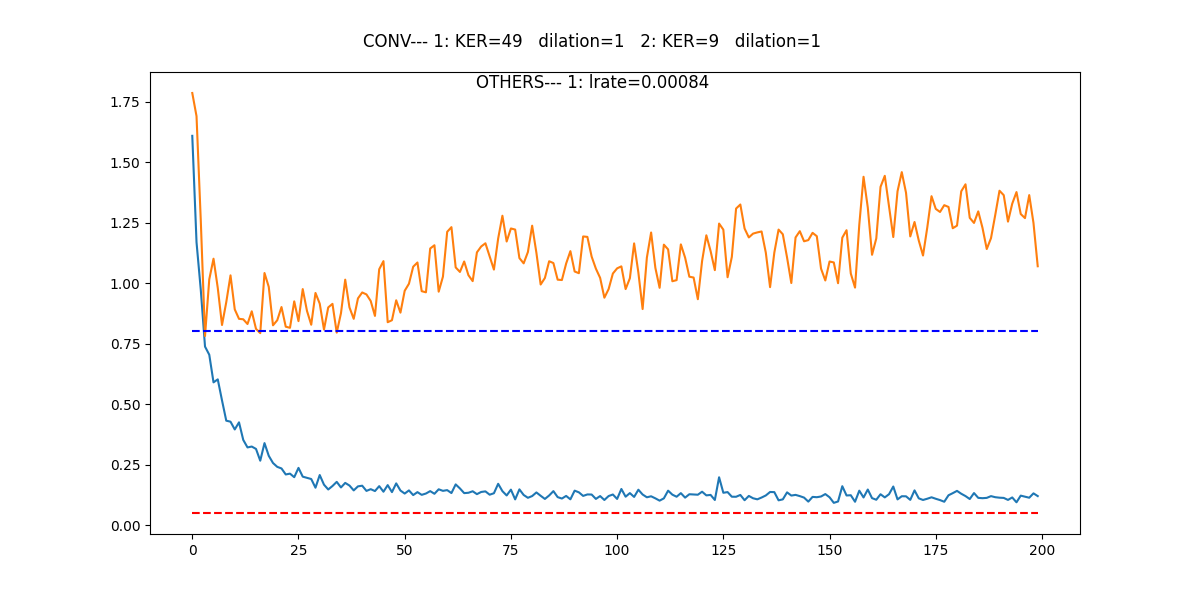 CONV--- 1: KER=49   dilation=1   2: KER=9   dilation=1
OTHERS--- 1: lrate=0.00084
1.75
1.50
1.25
1.00
0.75
0.50
0.25
0.00
0 25 50 75 100 125 150 175 200